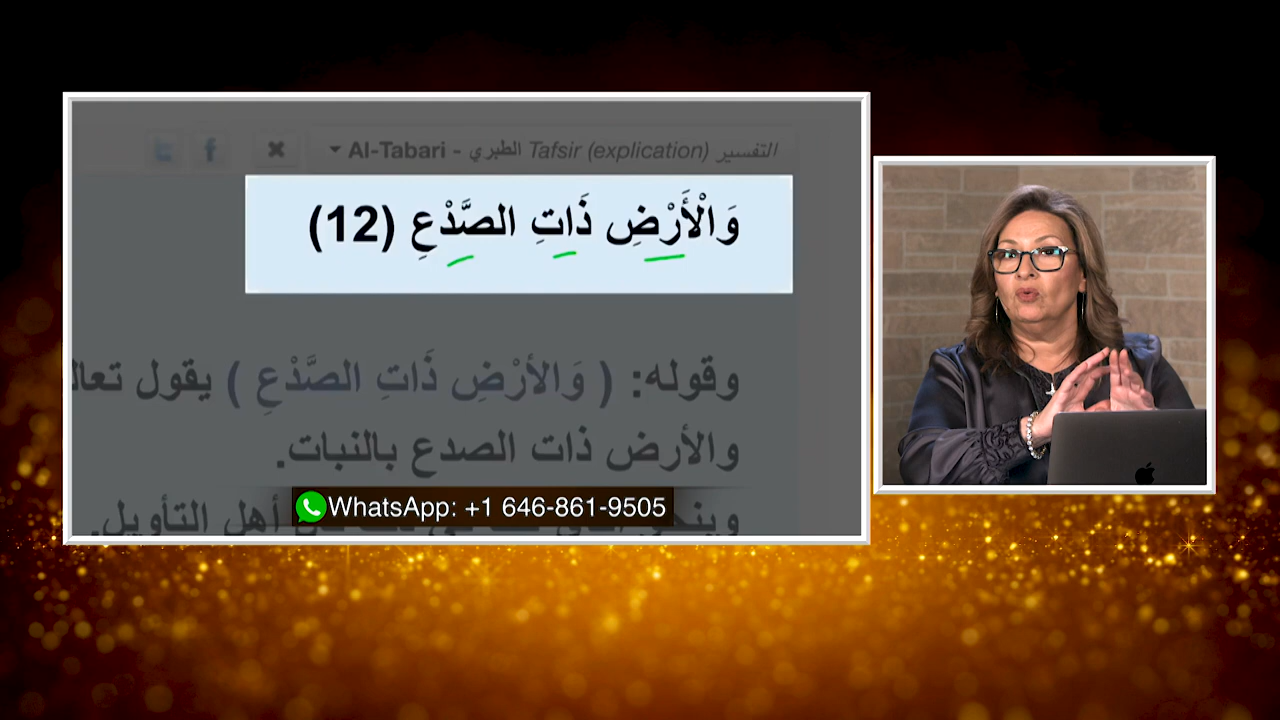 التفسير Tafsir (explication) الطبري - Al-Tabari
وَالْأَرْضِ ذَاتِ الصَّدْعِ (12)
وقوله: ( وَالأرْضِ ذَاتِ الصَّدْعِ ) يقول
والأرض ذات الصدع بالنبات.
أهل التأويل.
WhatsApp: +1 646-861-9505